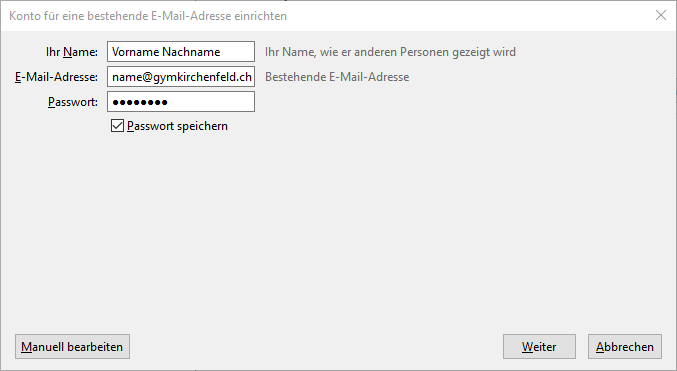 Konto für eine bestehende E-Mail-Adresse einrichten
Ihr Name: Vorname Nachname Ihr Name, wie er anderen Personen gezeigt wird
E-Mail-Adresse: name@gymkirchenfeld.ch Bestehende E-Mail-Adresse
Passwort: ●●●●●●●●
Passwort speichern
Manuell bearbeiten Weiter Abbrechen